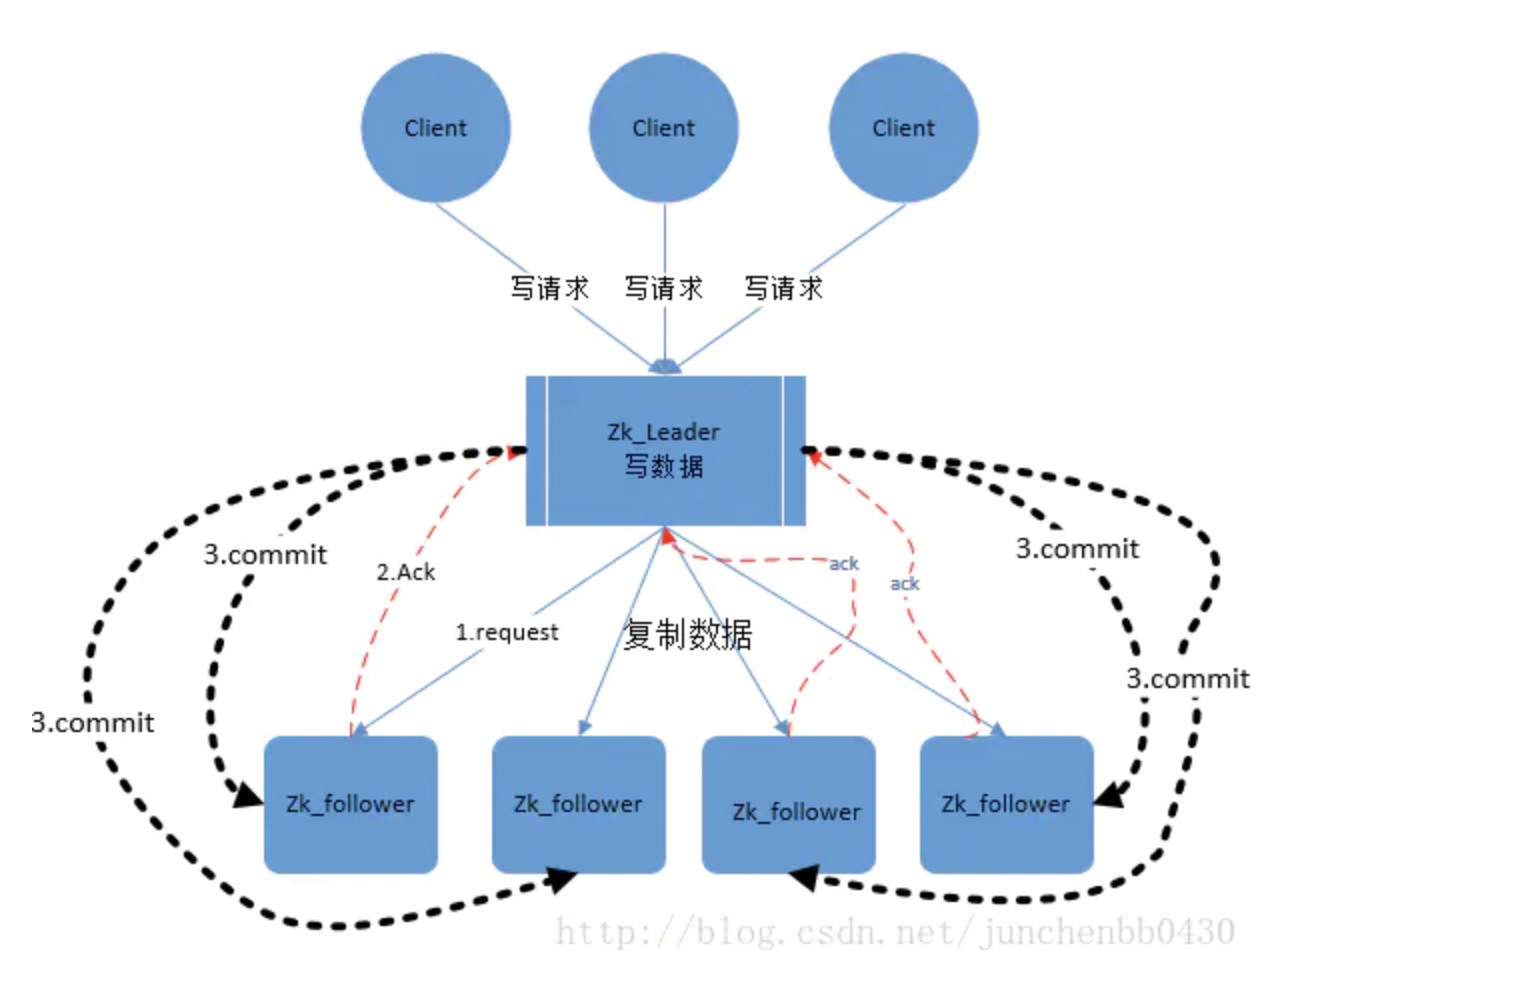 Client
Client
Client
写请求
写请求
写请求
Zk_Leader
写数据
3.commit
2.Ack
ack
ack
3.commit
1.request
复制数据
3.commit
3.commit
Zk_follower
Zk_follower
Zk_follower
Zk_follower
http://blog.csdn.net/junchenbb0430